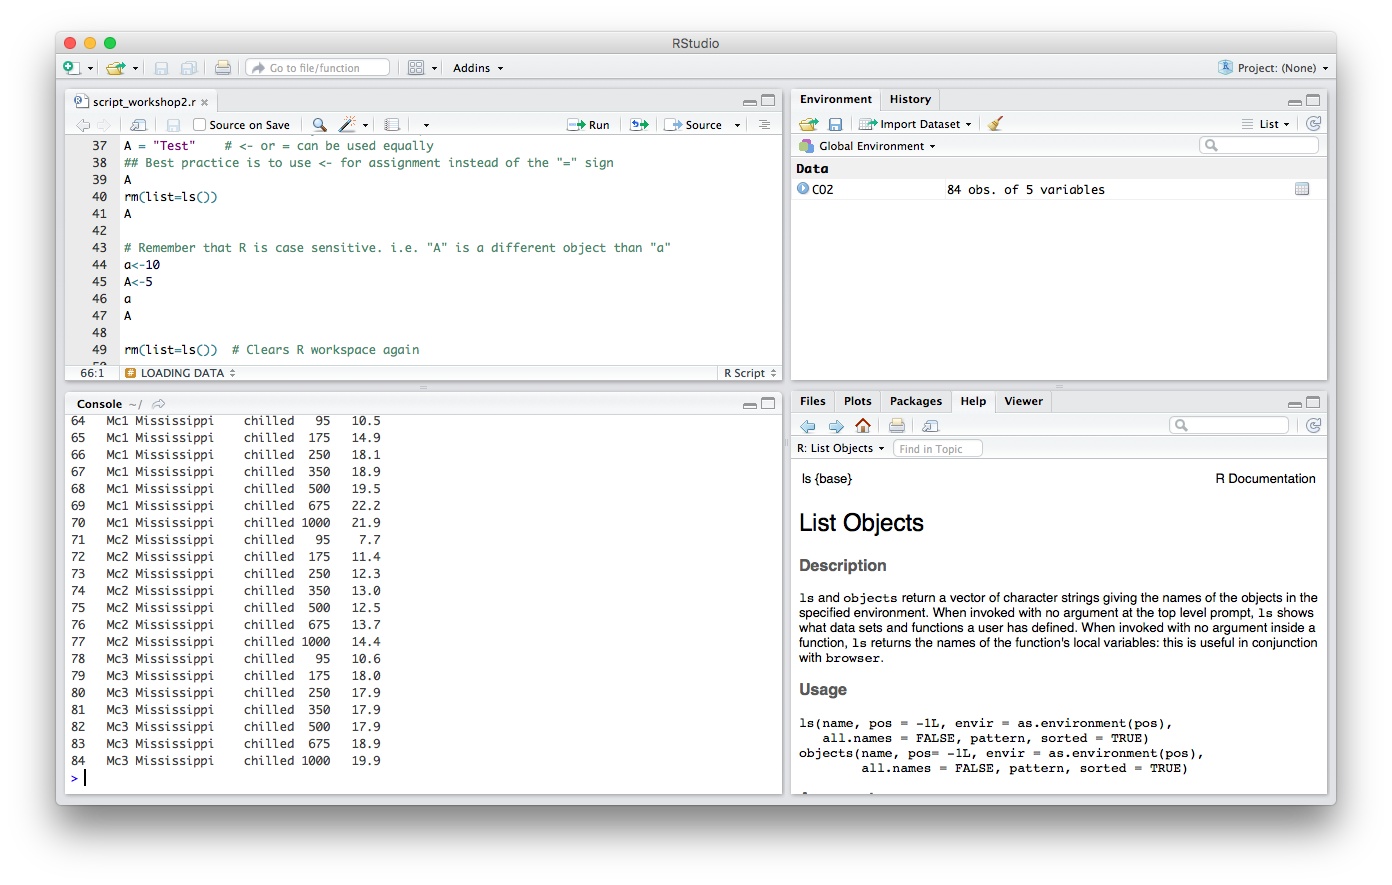 RStudio
Go to file/function
Addins
Project: (None)
script_workshop2.r
Source on Save
Run
Source
37 A = "Test"    # <- or = can be used equally
38 ## Best practice is to use <- for assignment instead of the "=" sign
39 A
40 rm(list=ls())
41 A
42
43 # Remember that R is case sensitive. i.e. "A" is a different object than "a"
44 a<-10
45 A<-5
46 a
47 A
48
49 rm(list=ls())  # Clears R workspace again
66:1 LOADING DATA R Script
Console ~/
64 Mc1 Mississippi chilled 95 10.5
65 Mc1 Mississippi chilled 175 14.9
66 Mc1 Mississippi chilled 250 18.1
67 Mc1 Mississippi chilled 350 18.9
68 Mc1 Mississippi chilled 500 19.5
69 Mc1 Mississippi chilled 675 22.2
70 Mc1 Mississippi chilled 1000 21.9
71 Mc2 Mississippi chilled 95 7.7
72 Mc2 Mississippi chilled 175 11.4
73 Mc2 Mississippi chilled 250 12.3
74 Mc2 Mississippi chilled 350 13.0
75 Mc2 Mississippi chilled 500 12.5
76 Mc2 Mississippi chilled 675 13.7
77 Mc2 Mississippi chilled 1000 14.4
78 Mc3 Mississippi chilled 95 10.6
79 Mc3 Mississippi chilled 175 18.0
80 Mc3 Mississippi chilled 250 17.9
81 Mc3 Mississippi chilled 350 17.9
82 Mc3 Mississippi chilled 500 17.9
83 Mc3 Mississippi chilled 675 18.9
84 Mc3 Mississippi chilled 1000 19.9
>
Environment History
Import Dataset List
Global Environment
Data
CO2 84 obs. of 5 variables
Files Plots Packages Help Viewer
R: List Objects Find in Topic
ls {base} R Documentation
List Objects
Description
ls and objects return a vector of character strings giving the names of the objects in the
specified environment. When invoked with no argument at the top level prompt, ls shows
what data sets and functions a user has defined. When invoked with no argument inside a
function, ls returns the names of the function's local variables: this is useful in conjunction
with browser.
Usage
ls(name, pos = -1L, envir = as.environment(pos),
   all.names = FALSE, pattern, sorted = TRUE)
objects(name, pos= -1L, envir = as.environment(pos),
        all.names = FALSE, pattern, sorted = TRUE)